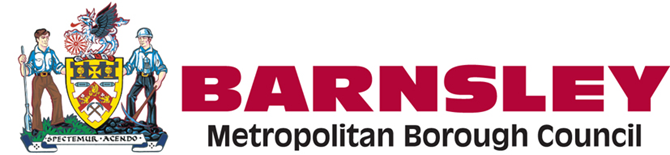 SPECTEMUR · AGENDO
BARNSLEY
Metropolitan Borough Council